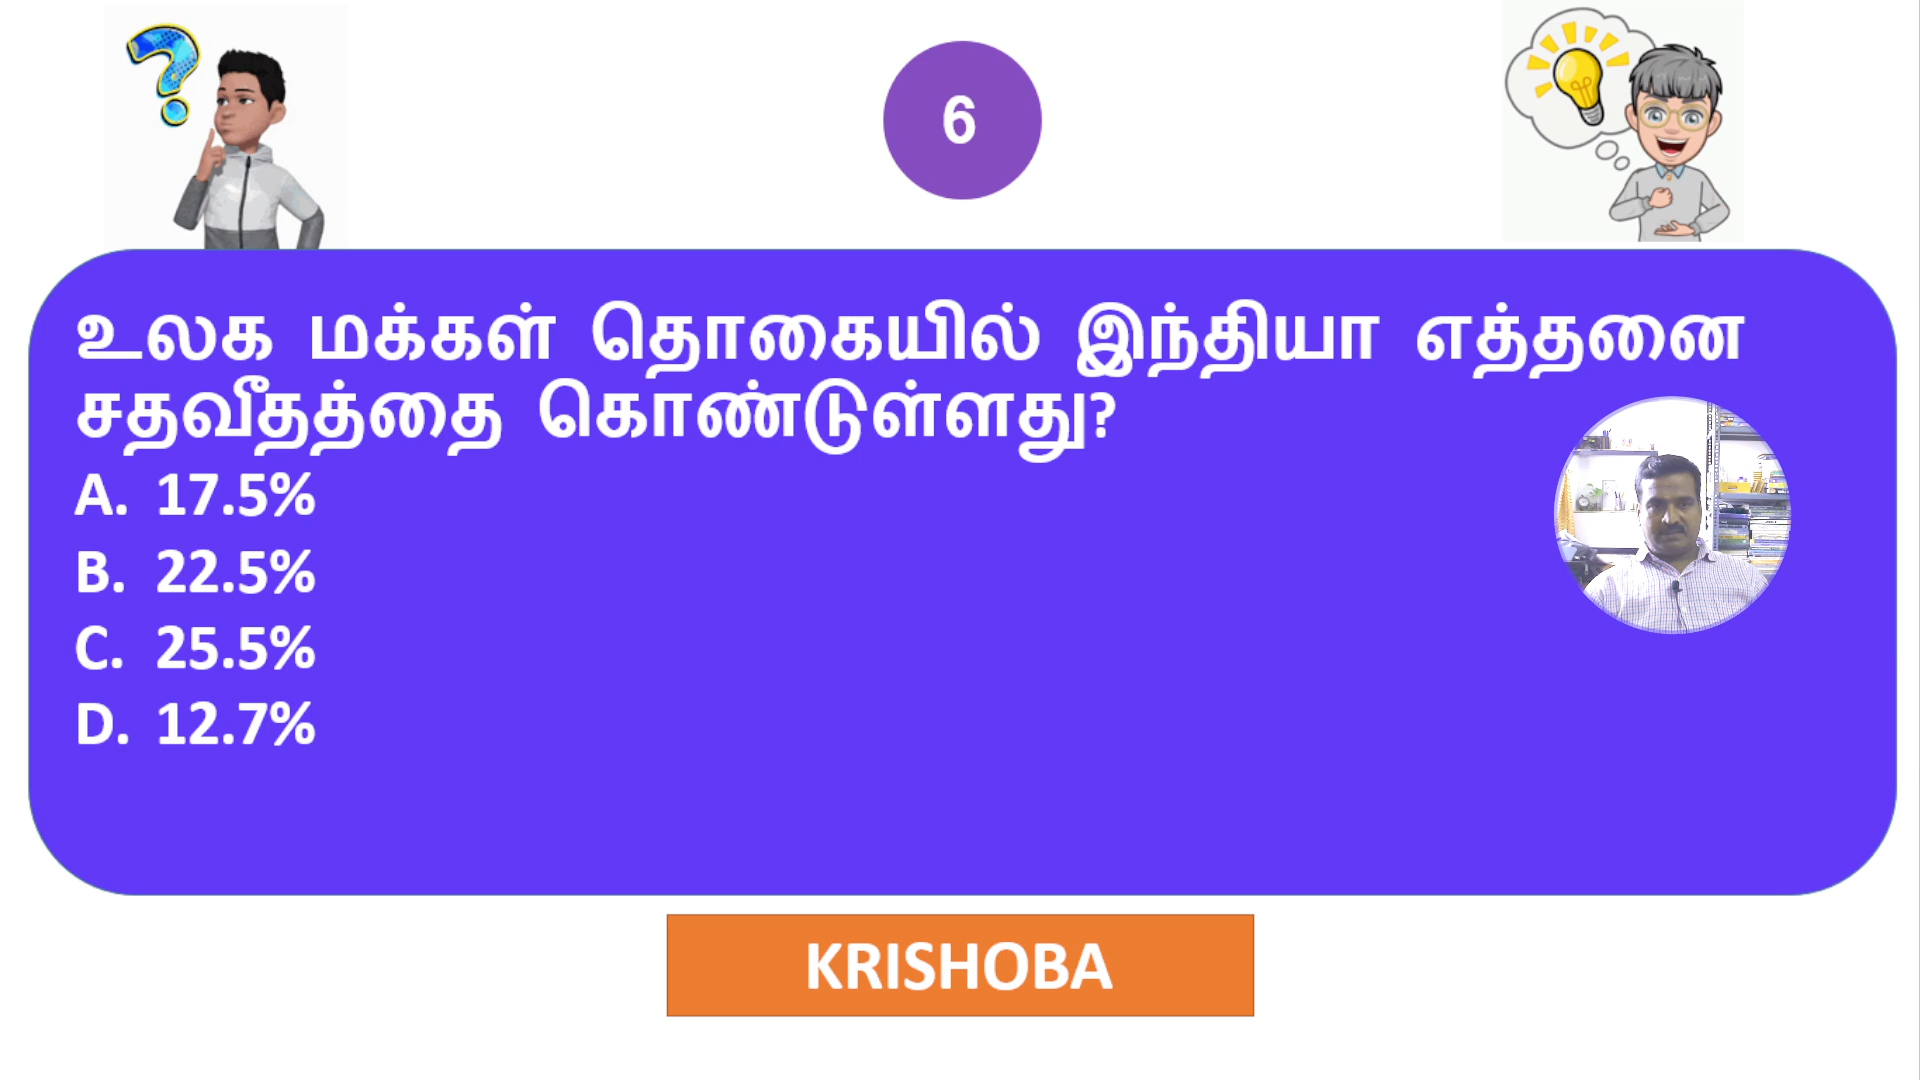 6
உலக மக்கள் தொகையில் இந்தியா எத்தனை
சதவீதத்தை கொண்டுள்ளது?
A. 17.5%
B. 22.5%
C. 25.5%
D. 12.7%
KRISHOBA